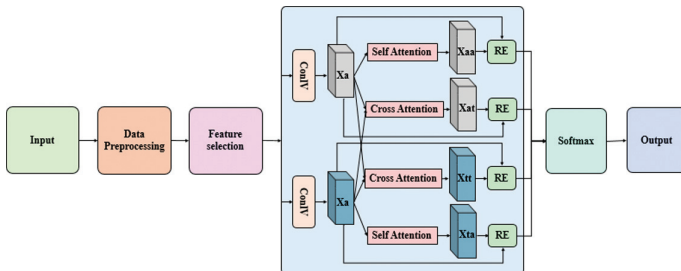 Input
Data
Preprocessing
Feature
selection
ConlV
Xa
Self Attention
Xaa
RE
Cross Attention
Xat
RE
ConlV
Xa
Cross Attention
Xtt
RE
Self Attention
Xta
RE
Softmax
Output